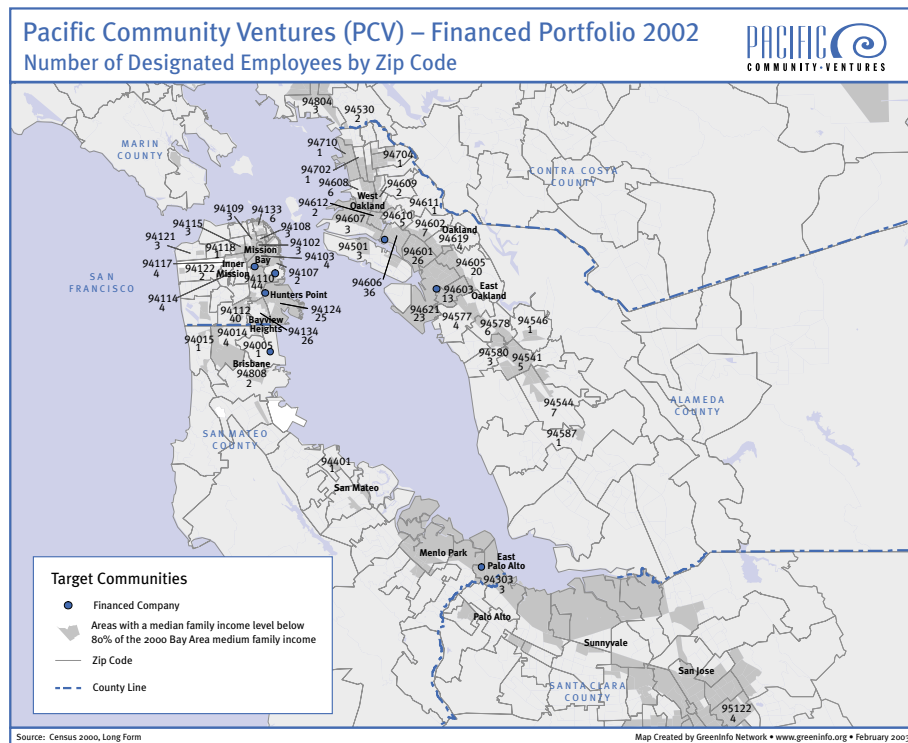 Pacific Community Ventures (PCV) – Financed Portfolio 2002
Number of Designated Employees by Zip Code
PACIFIC
COMMUNITY • VENTURES
94804
3
94530
2
MARIN
COUNTY
94710
1
94704
1
94702
1
CONTRA COSTA
COUNTY
94608
6
94609
2
West
Oakland
94612
2
94611
1
94610
5
94607
3
94602
7
Oakland
94619
4
94109
3
94133
6
94115
3
94108
3
94121
3
94118
1
Mission
Bay
94102
3
94501
3
94601
26
94605
20
94117
4
94122
2
Inner
Mission
94103
4
94107
2
SAN
FRANCISCO
94114
4
94110
44
94606
36
94603
13
East
Oakland
Hunters Point
94112
40
94124
25
94621
23
94577
4
94578
6
94546
1
Bayview
Heights
94134
26
94015
1
94014
4
94005
1
94580
3
94541
5
Brisbane
94808
2
94544
7
ALAMEDA
COUNTY
94587
1
SAN MATEO
COUNTY
94401
1
San Mateo
Menlo Park
East
Palo Alto
94303
3
Palo Alto
Sunnyvale
San Jose
SANTA CLARA
COUNTY
95122
4
Target Communities
Financed Company
Areas with a median family income level below
80% of the 2000 Bay Area medium family income
Zip Code
County Line
Source: Census 2000, Long Form
Map Created by GreenInfo Network • www.greeninfo.org • February 2003